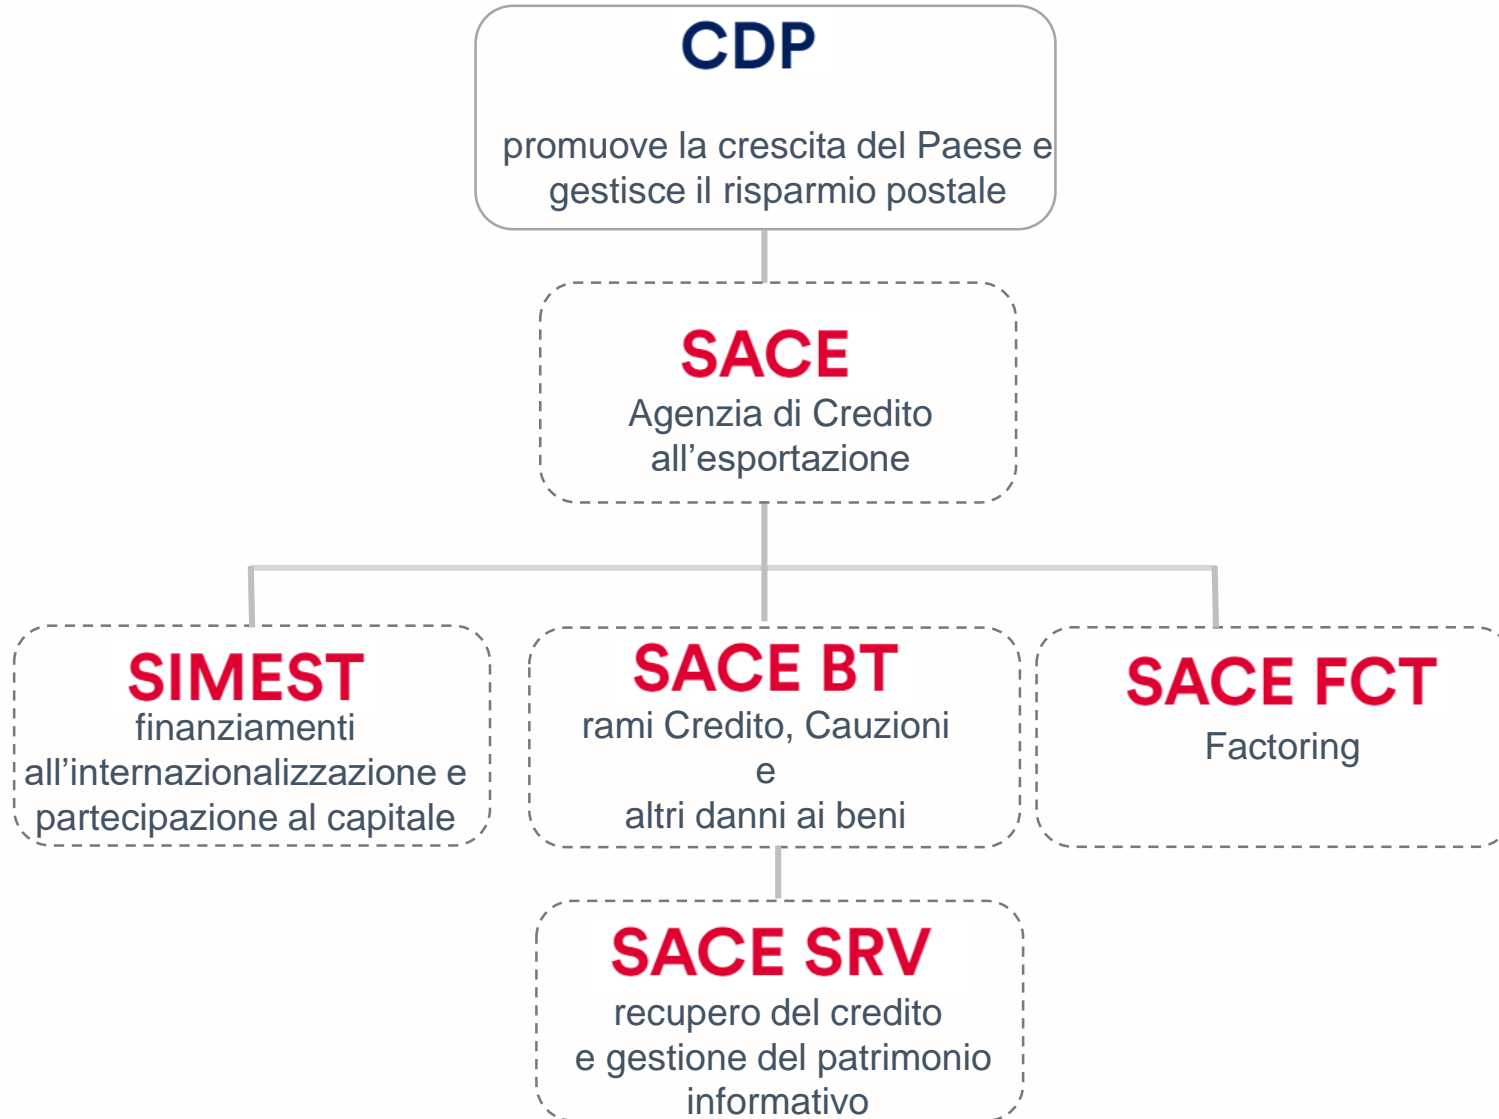 CDP
promuove la crescita del Paese e
gestisce il risparmio postale
SACE
Agenzia di Credito
all’esportazione
SIMEST
finanziamenti
all’internazionalizzazione e
partecipazione al capitale
SACE BT
rami Credito, Cauzioni
e
altri danni ai beni
SACE FCT
Factoring
SACE SRV
recupero del credito
e gestione del patrimonio
informativo